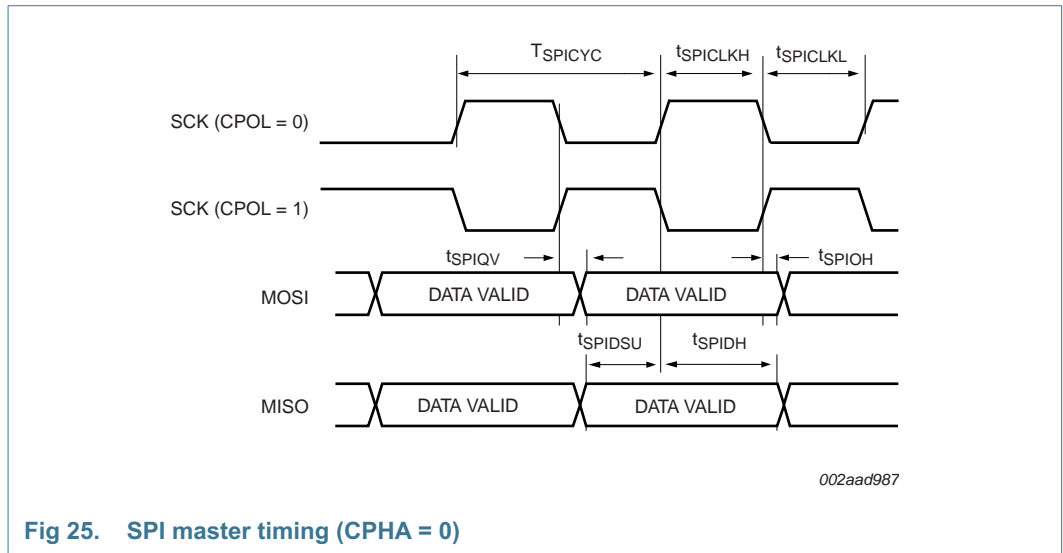 TSPICYC tSPICLKH tSPICLKL
SCK (CPOL = 0)
SCK (CPOL = 1)
tSPIQV tSPIOH
MOSI DATA VALID DATA VALID
tSPIDSU tSPIDH
MISO DATA VALID DATA VALID
002aad987
Fig 25. SPI master timing (CPHA = 0)